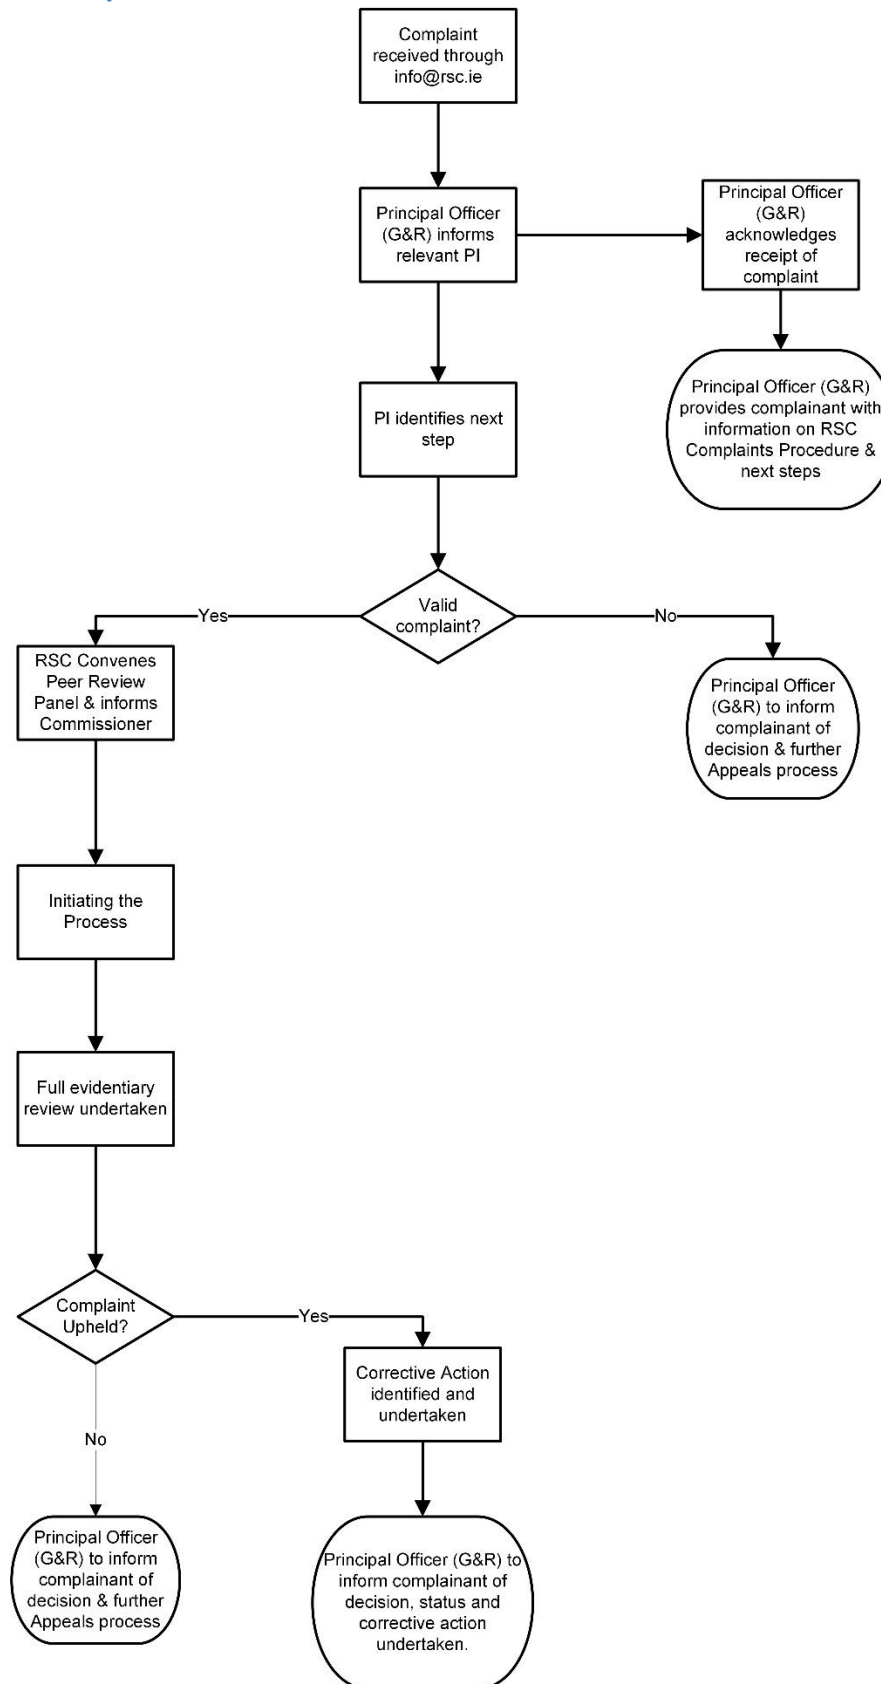 Complaint
received through
info@rsc.ie
Principal Officer
(G&R) informs
relevant PI
Principal Officer
(G&R)
acknowledges
receipt of
complaint
PI identifies next
step
Principal Officer (G&R)
provides complainant with
information on RSC
Complaints Procedure &
next steps
Valid
complaint?
Yes
No
RSC Convenes
Peer Review
Panel & informs
Commissioner
Principal Officer
(G&R) to inform
complainant of
decision & further
Appeals process
Initiating the
Process
Full evidentiary
review undertaken
Complaint
Upheld?
Yes
Corrective Action
identified and
undertaken
No
Principal Officer
(G&R) to inform
complainant of
decision & further
Appeals process
Principal Officer (G&R) to
inform complainant of
decision, status and
corrective action
undertaken.